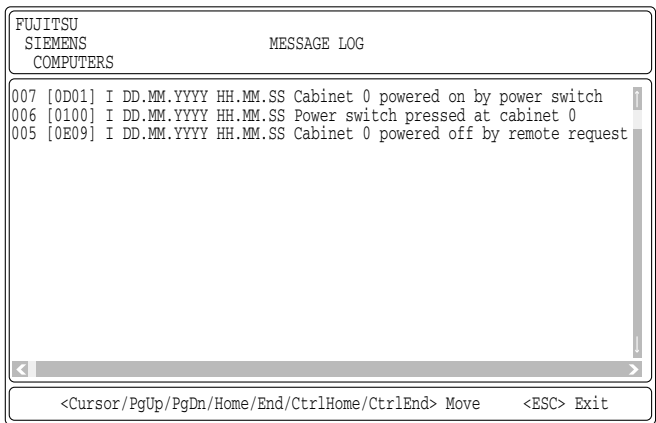 FUJITSU
SIEMENS MESSAGE LOG
COMPUTERS
007 [0D01] I DD.MM.YYYY HH.MM.SS Cabinet 0 powered on by power switch
006 [0100] I DD.MM.YYYY HH.MM.SS Power switch pressed at cabinet 0
005 [0E09] I DD.MM.YYYY HH.MM.SS Cabinet 0 powered off by remote request
<Cursor/PgUp/PgDn/Home/End/CtrlHome/CtrlEnd> Move <ESC> Exit